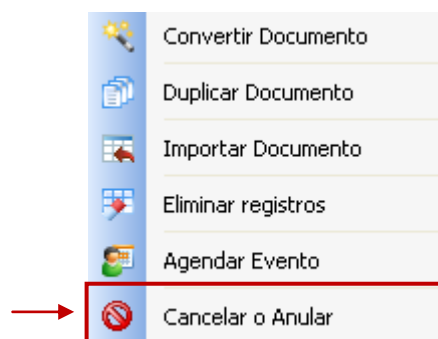 Convertir Documento
Duplicar Documento
Importar Documento
Eliminar registros
Agendar Evento
Cancelar o Anular